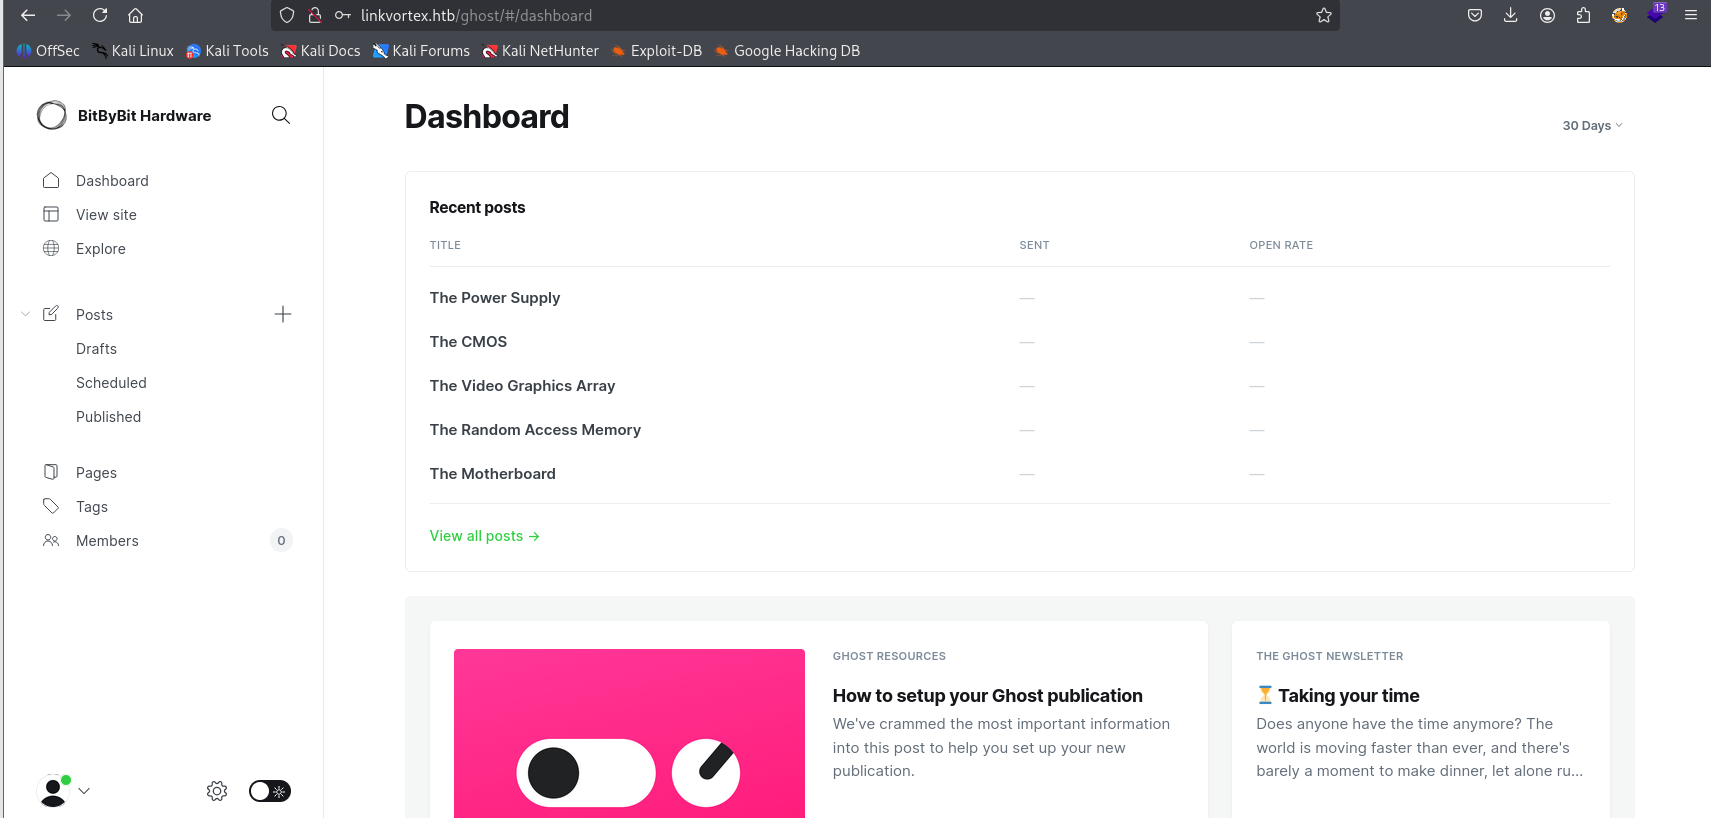 linkvortex.htb/ghost/#/dashboard
13
OffSec Kali Linux Kali Tools Kali Docs Kali Forums Kali NetHunter Exploit-DB Google Hacking DB
BitByBit Hardware
Dashboard
View site
Explore
Posts
Drafts
Scheduled
Published
Pages
Tags
Members 0
Dashboard
30 Days
Recent posts
TITLE SENT OPEN RATE
The Power Supply — —
The CMOS — —
The Video Graphics Array — —
The Random Access Memory — —
The Motherboard — —
View all posts →
GHOST RESOURCES
How to setup your Ghost publication
We've crammed the most important information
into this post to help you set up your new
publication.
THE GHOST NEWSLETTER
⏳ Taking your time
Does anyone have the time anymore? The
world is moving faster than ever, and there's
barely a moment to make dinner, let alone ru...